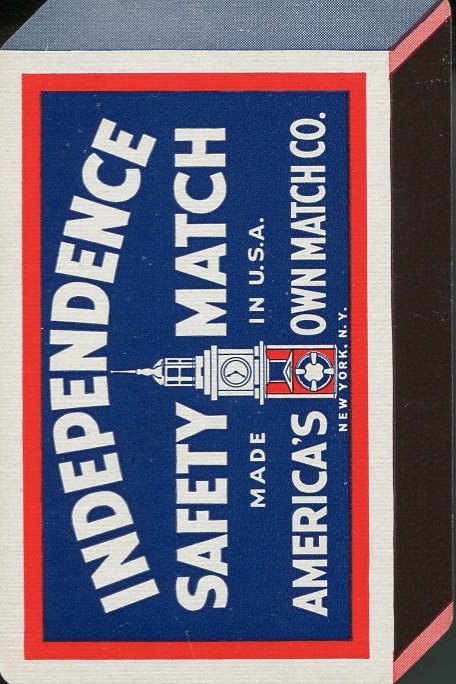 INDEPENDENCE
SAFETY MATCH
MADE IN U.S.A.
AMERICA'S OWN MATCH CO.
NEW YORK, N.Y.